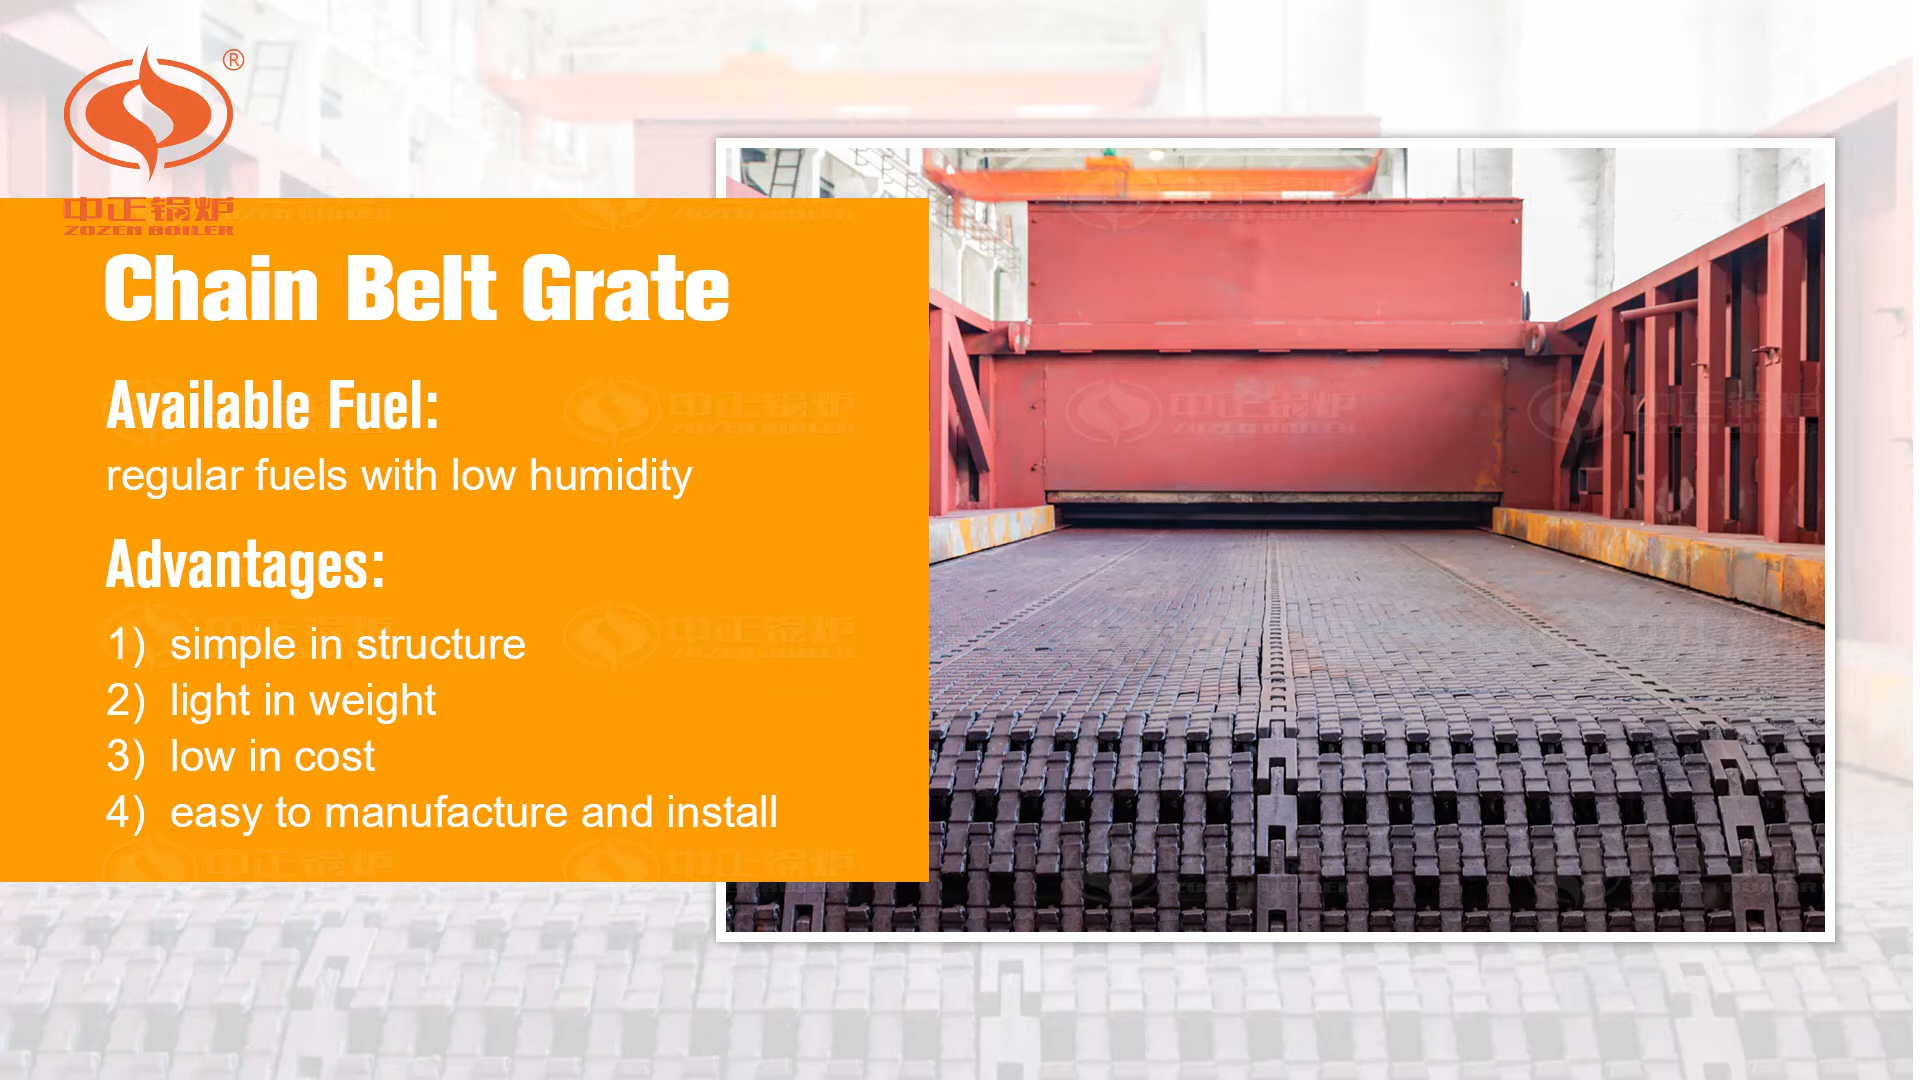 ®
中正锅炉
ZOZEN BOILER
Chain Belt Grate
Available Fuel:
regular fuels with low humidity
Advantages:
1) simple in structure
2) light in weight
3) low in cost
4) easy to manufacture and install